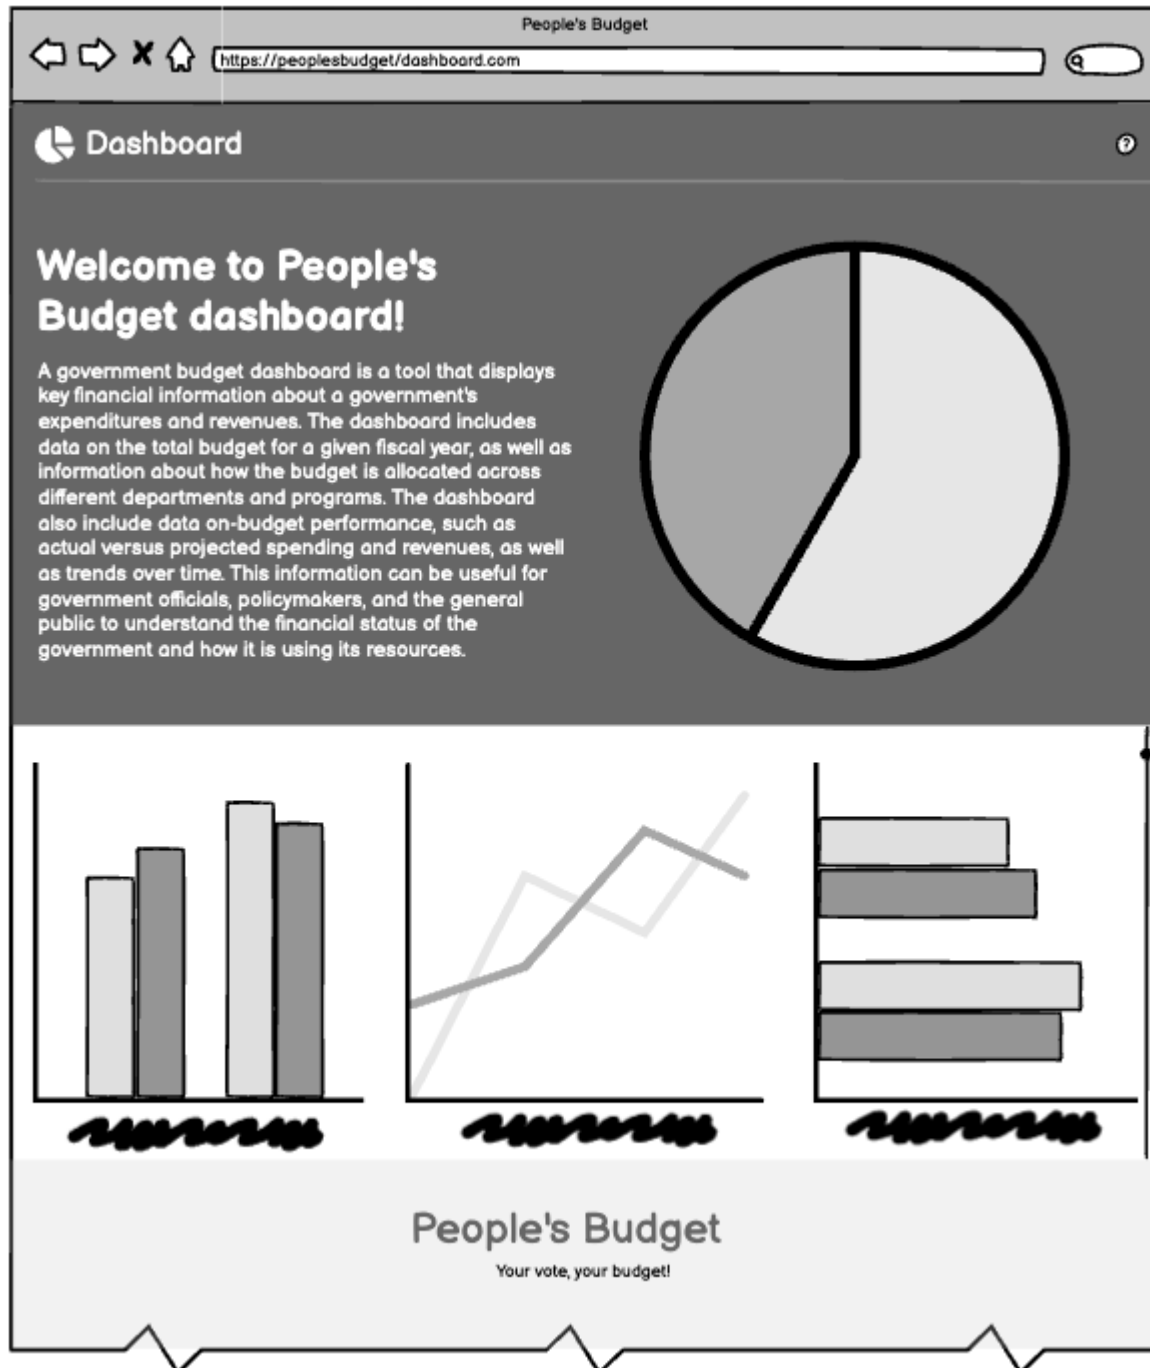 People's Budget
https://peoplesbudget/dashboard.com
Dashboard
?
Welcome to People's
Budget dashboard!
A government budget dashboard is a tool that displays
key financial information about a government's
expenditures and revenues. The dashboard includes
data on the total budget for a given fiscal year, as well as
information about how the budget is allocated across
different departments and programs. The dashboard
also include data on-budget performance, such as
actual versus projected spending and revenues, as well
as trends over time. This information can be useful for
government officials, policymakers, and the general
public to understand the financial status of the
government and how it is using its resources.
People's Budget
Your vote, your budget!